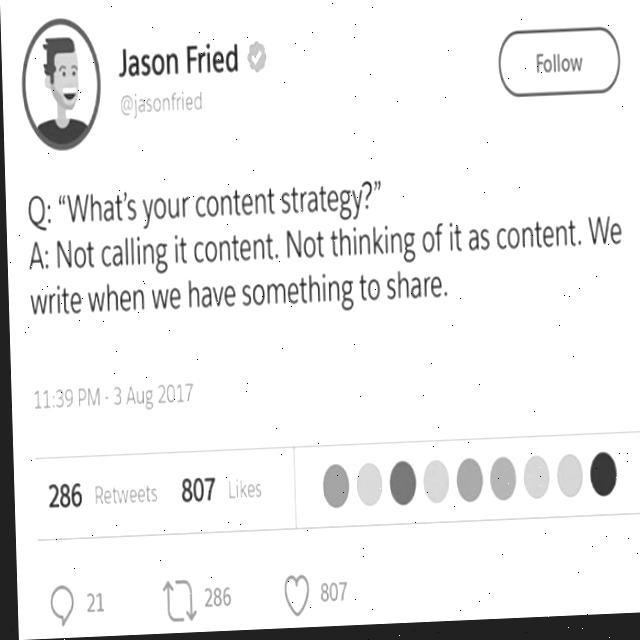 Jason Fried
@jasonfried
Follow
Q: “What’s your content strategy?”
A: Not calling it content. Not thinking of it as content. We
write when we have something to share.
11:39 PM - 3 Aug 2017
286 Retweets 807 Likes
21 286 807